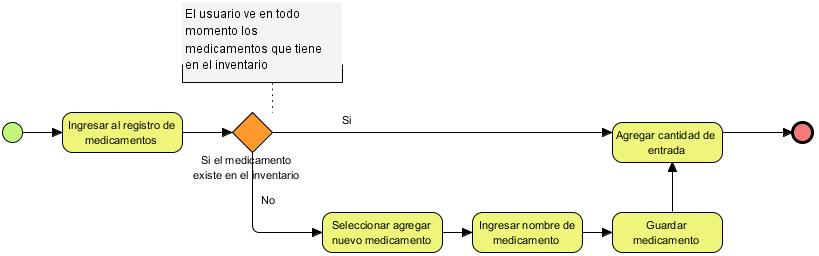 El usuario ve en todo
momento los
medicamentos que tiene
en el inventario
Ingresar al registro de
medicamentos
Si
Agregar cantidad de
entrada
Si el medicamento
existe en el inventario
No
Seleccionar agregar
nuevo medicamento
Ingresar nombre de
medicamento
Guardar
medicamento